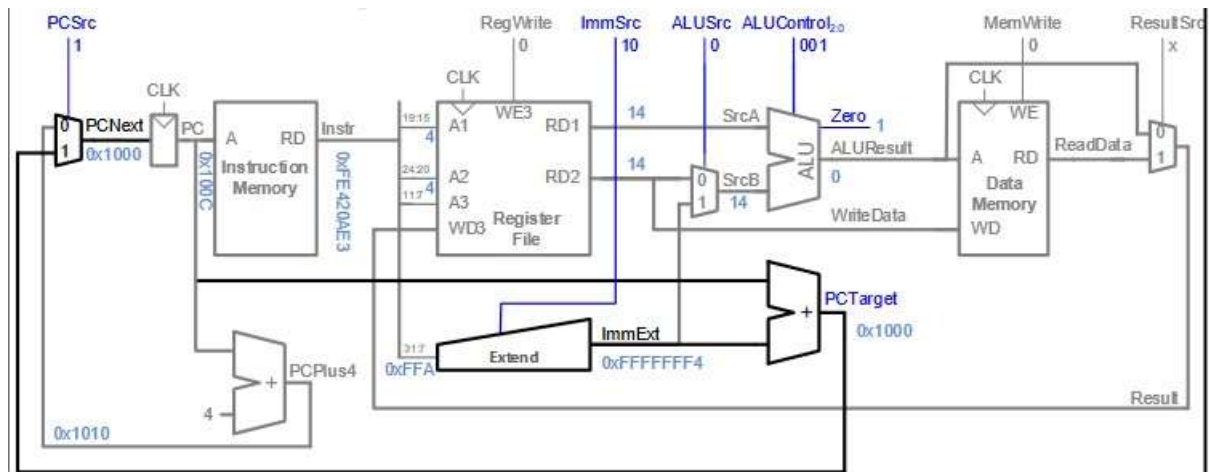 PCSrc
1
RegWrite
0
ImmSrc
10
ALUSrc
0
ALUControl2:0
001
MemWrite
0
ResultSrc
x
CLK
CLK
CLK
0
1
PCNext
0x1000
PC
0x100C
A
RD
Instruction
Memory
Instr
0xFE420AE3
19:15
4
24:20
4
11:7
A1
A2
A3
WD3
WE3
RD1
RD2
Register
File
14
14
SrcA
0
1
SrcB
14
ALU
Zero
1
ALUResult
0
WriteData
WE
A
RD
Data
Memory
WD
ReadData
0
1
PCTarget
0x1000
+
31:7
0xFFA
Extend
ImmExt
0xFFFFFFF4
PCPlus4
+
4
0x1010
Result